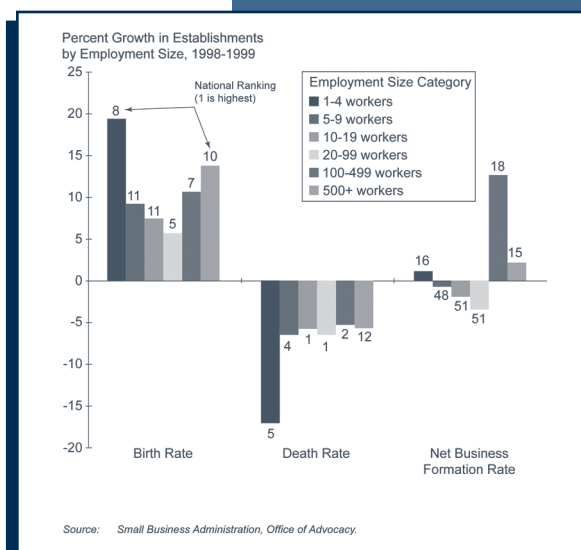 Percent Growth in Establishments
by Employment Size, 1998-1999
25
20
15
10
5
0
-5
-10
-15
-20
National Ranking
(1 is highest)
Employment Size Category
1-4 workers
5-9 workers
10-19 workers
20-99 workers
100-499 workers
500+ workers
8
11
11
5
7
10
5
4
1
1
2
12
16
48
51
51
18
15
Birth Rate
Death Rate
Net Business
Formation Rate
Source: Small Business Administration, Office of Advocacy.